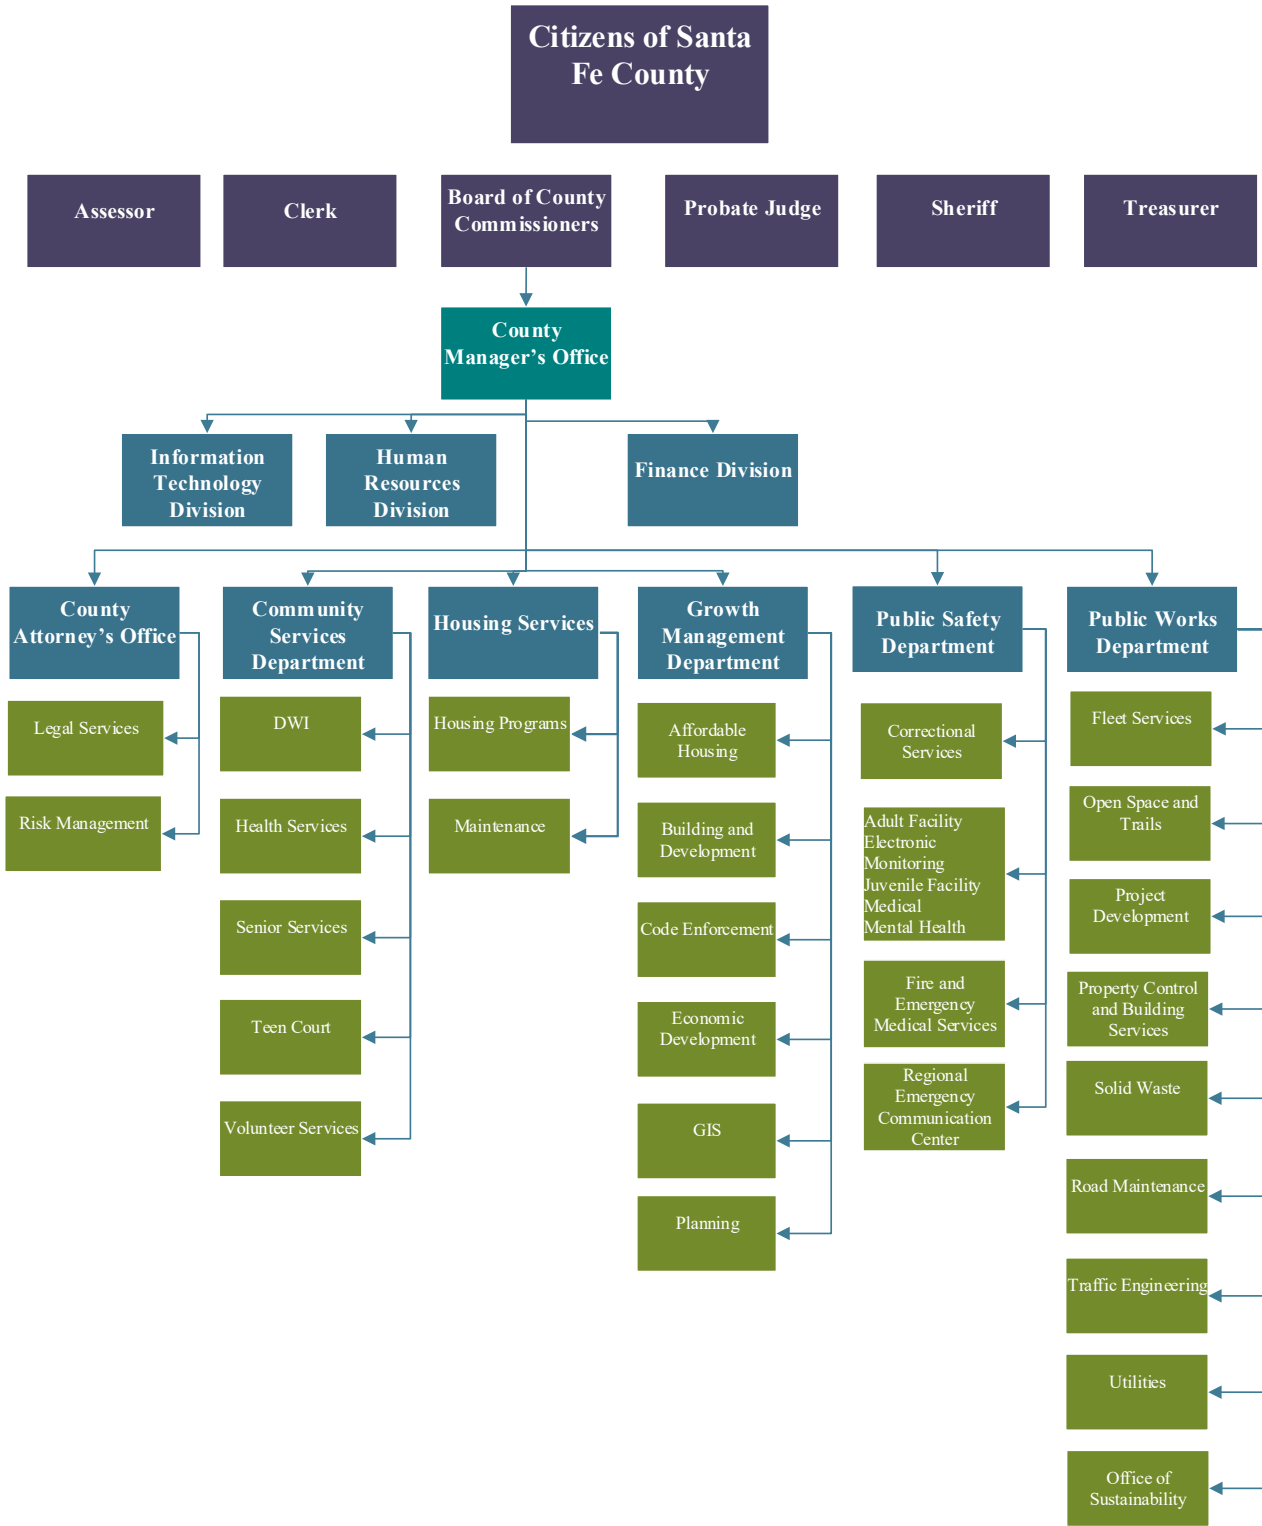 Citizens of Santa
Fe County
Assessor
Clerk
Board of County
Commissioners
Probate Judge
Sheriff
Treasurer
County
Manager’s Office
Information
Technology
Division
Human
Resources
Division
Finance Division
County
Attorney’s Office
Community
Services
Department
Housing Services
Growth
Management
Department
Public Safety
Department
Public Works
Department
Legal Services
Risk Management
DWI
Health Services
Senior Services
Teen Court
Volunteer Services
Housing Programs
Maintenance
Affordable
Housing
Building and
Development
Code Enforcement
Economic
Development
GIS
Planning
Correctional
Services
Adult Facility
Electronic
Monitoring
Juvenile Facility
Medical
Mental Health
Fire and
Emergency
Medical Services
Regional
Emergency
Communication
Center
Fleet Services
Open Space and
Trails
Project
Development
Property Control
and Building
Services
Solid Waste
Road Maintenance
Traffic Engineering
Utilities
Office of
Sustainability